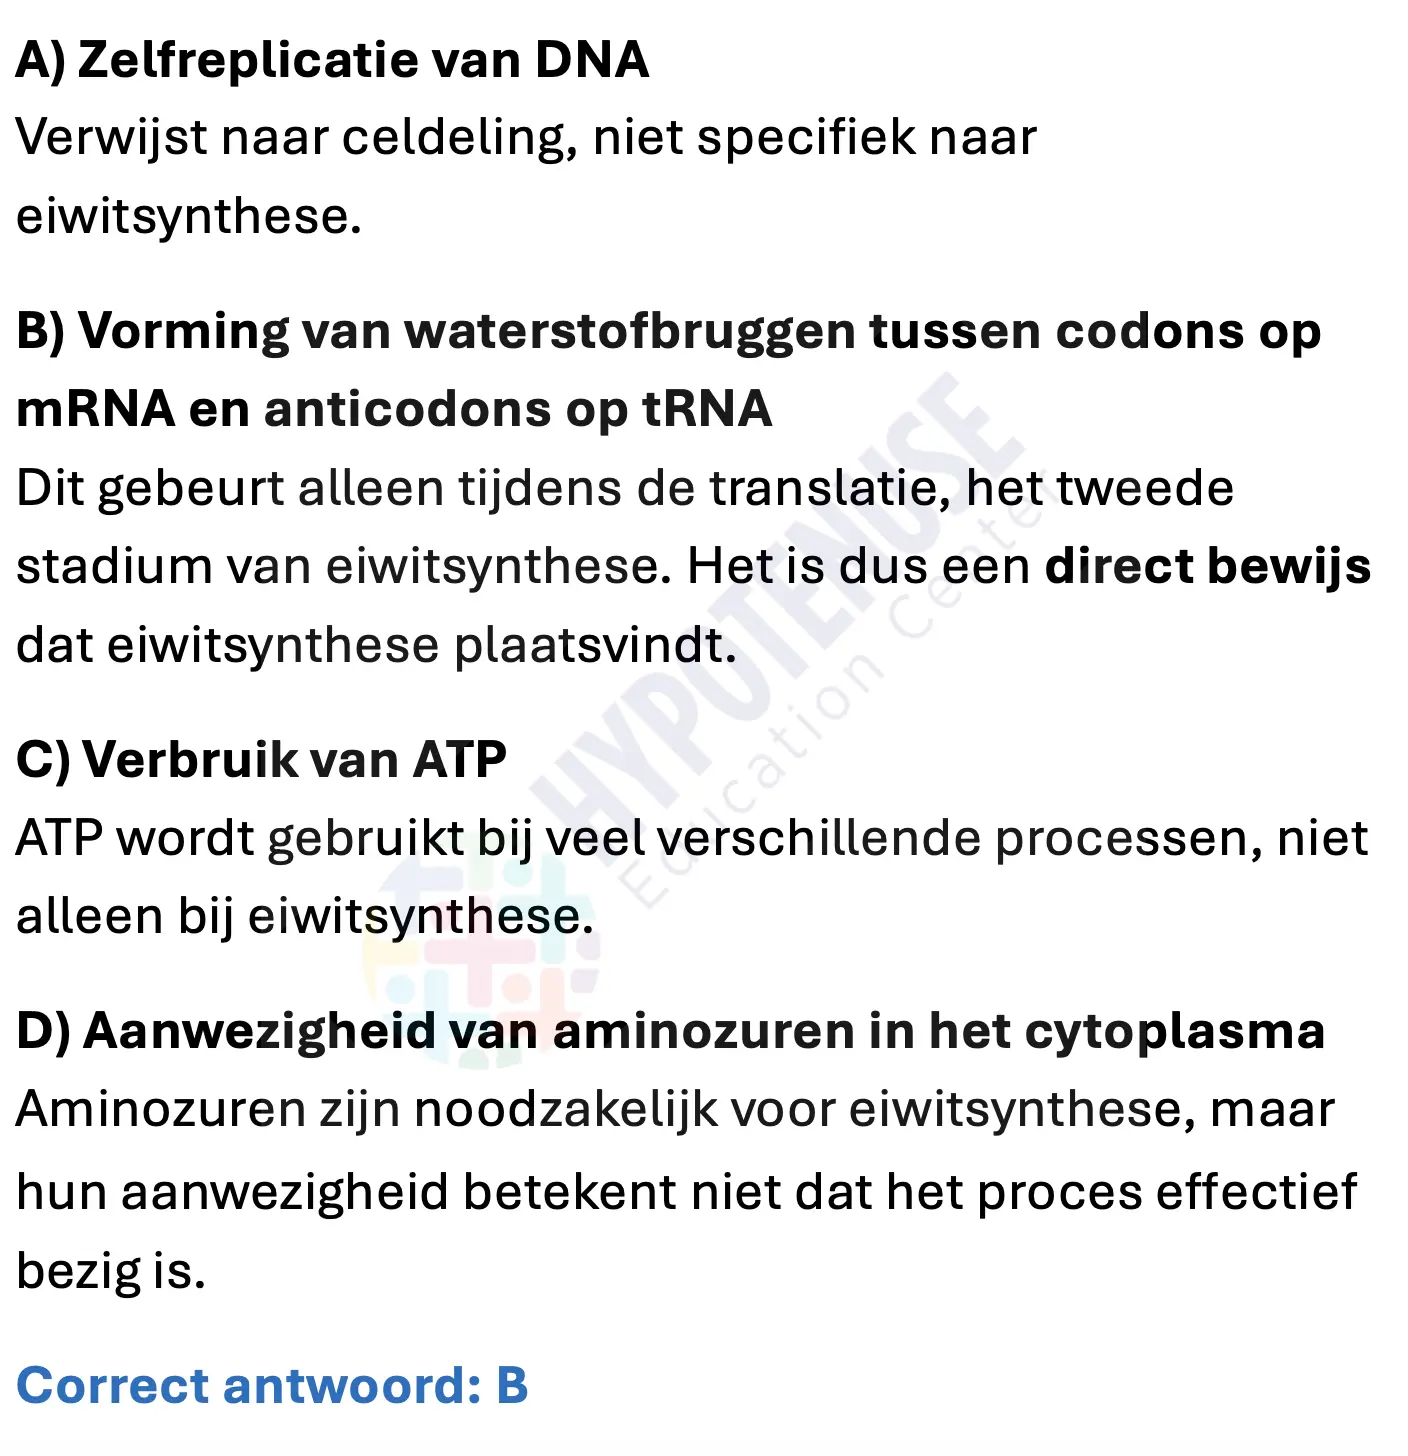 A) Zelfreplicatie van DNA
Verwijst naar celdeling, niet specifiek naar
eiwitsynthese.
B) Vorming van waterstofbruggen tussen codons op
mRNA en anticodons op tRNA
Dit gebeurt alleen tijdens de translatie, het tweede
stadium van eiwitsynthese. Het is dus een direct bewijs
dat eiwitsynthese plaatsvindt.
C) Verbruik van ATP
ATP wordt gebruikt bij veel verschillende processen, niet
alleen bij eiwitsynthese.
D) Aanwezigheid van aminozuren in het cytoplasma
Aminozuren zijn noodzakelijk voor eiwitsynthese, maar
hun aanwezigheid betekent niet dat het proces effectief
bezig is.
Correct antwoord: B
HYPOTENUSE
Education Center